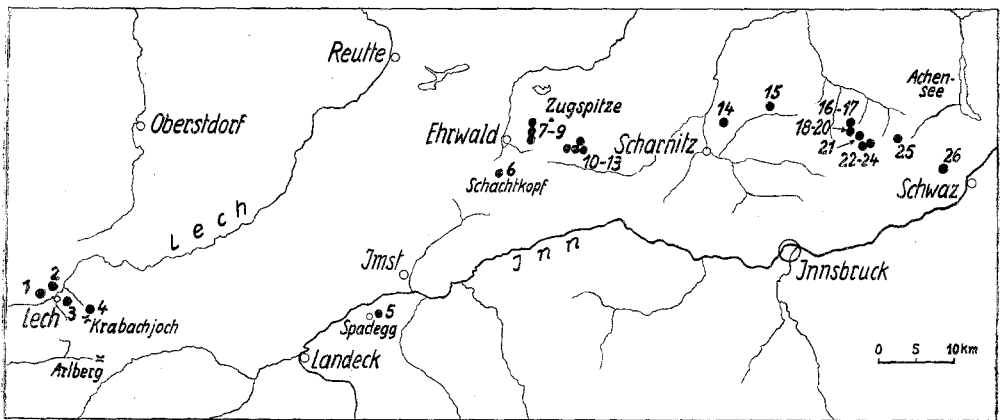 Reutte
Achen-
see
Oberstdorf
Zugspitze
15
14
16-17
18-20
21
22-24
25
26
7-9
10-13
Ehrwald
Scharnitz
6
Schachtkopf
Schwaz
Lech
Jnn
Jmst
Jnnsbruck
1
2
3
4
Lech
Krabachjoch
5
Spadegg
Arlberg
Landeck
0 5 10km